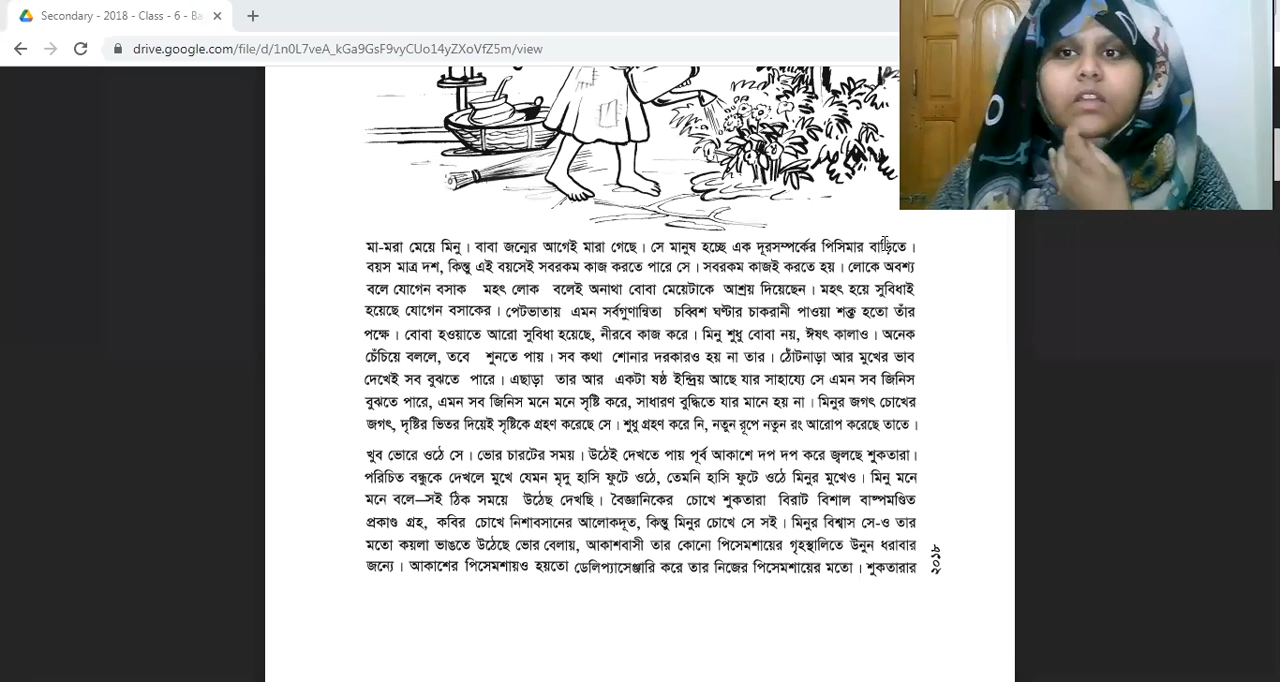 Secondary - 2018 - Class - 6 - Ba
drive.google.com/file/d/1n0L7veA_kGa9GsF9vyCUo14yZXoVfZ5m/view
মা-মরা মেয়ে মিনু। বাবা জন্মের আগেই মারা গেছে। সে মানুষ হচ্ছে এক দূরসম্পর্কের পিসিমার বাড়িতে।
বয়স মাত্র দশ, কিন্তু এই বয়সেই সবরকম কাজ করতে পারে সে। সবরকম কাজই করতে হয়। লোকে অবশ্য
বলে যোগেন বসাক মহৎ লোক বলেই অনাথা বোবা মেয়েটাকে আশ্রয় দিয়েছেন। মহৎ হয়ে সুবিধাই
হয়েছে যোগেন বসাকের। পেটভাতায় এমন সর্বগুণান্বিতা চব্বিশ ঘণ্টার চাকরানী পাওয়া শক্ত হতো তাঁর
পক্ষে। বোবা হওয়াতে আরো সুবিধা হয়েছে, নীরবে কাজ করে। মিনু শুধু বোবা নয়, ঈষৎ কালাও। অনেক
চেঁচিয়ে বললে, তবে শুনতে পায়। সব কথা শোনার দরকারও হয় না তার। ঠোঁটনাড়া আর মুখের ভাব
দেখেই সব বুঝতে পারে। এছাড়া তার আর একটা ষষ্ঠ ইন্দ্রিয় আছে যার সাহায্যে সে এমন সব জিনিস
বুঝতে পারে, এমন সব জিনিস মনে মনে সৃষ্টি করে, সাধারণ বুদ্ধিতে যার মানে হয় না। মিনুর জগৎ চোখের
জগৎ, দৃষ্টির ভিতর দিয়েই সৃষ্টিকে গ্রহণ করেছে সে। শুধু গ্রহণ করে নি, নতুন রূপে নতুন রং আরোপ করেছে তাতে।
খুব ভোরে ওঠে সে। ভোর চারটের সময়। উঠেই দেখতে পায় পূর্ব আকাশে দপ দপ করে জ্বলছে শুকতারা।
পরিচিত বন্ধুকে দেখলে মুখে যেমন মৃদু হাসি ফুটে ওঠে, তেমনি হাসি ফুটে ওঠে মিনুর মুখেও। মিনু মনে
মনে বলে—সই ঠিক সময়ে উঠেছ দেখছি। বৈজ্ঞানিকের চোখে শুকতারা বিরাট বিশাল বাষ্পমণ্ডিত
প্রকাণ্ড গ্রহ, কবির চোখে নিশাবসানের আলোকদূত, কিন্তু মিনুর চোখে সে সই। মিনুর বিশ্বাস সে-ও তার
মতো কয়লা ভাঙতে উঠেছে ভোর বেলায়, আকাশবাসী তার কোনো পিসেমশায়ের গৃহস্থালিতে উনুন ধরাবার
জন্যে। আকাশের পিসেমশায়ও হয়তো ডেলিপ্যাসেঞ্জারি করে তার নিজের পিসেমশায়ের মতো। শুকতারার
২০১৮